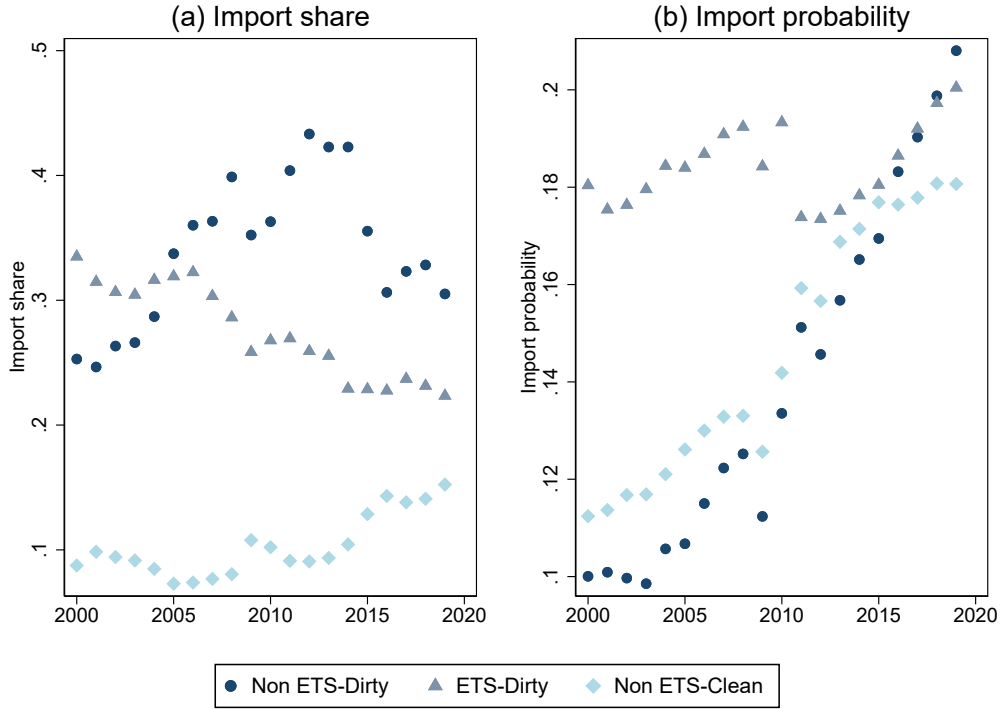 (a) Import share
Import share
.5
.4
.3
.2
.1
2000 2005 2010 2015 2020
(b) Import probability
Import probability
.2
.18
.16
.14
.12
.1
2000 2005 2010 2015 2020
Non ETS-Dirty ETS-Dirty Non ETS-Clean